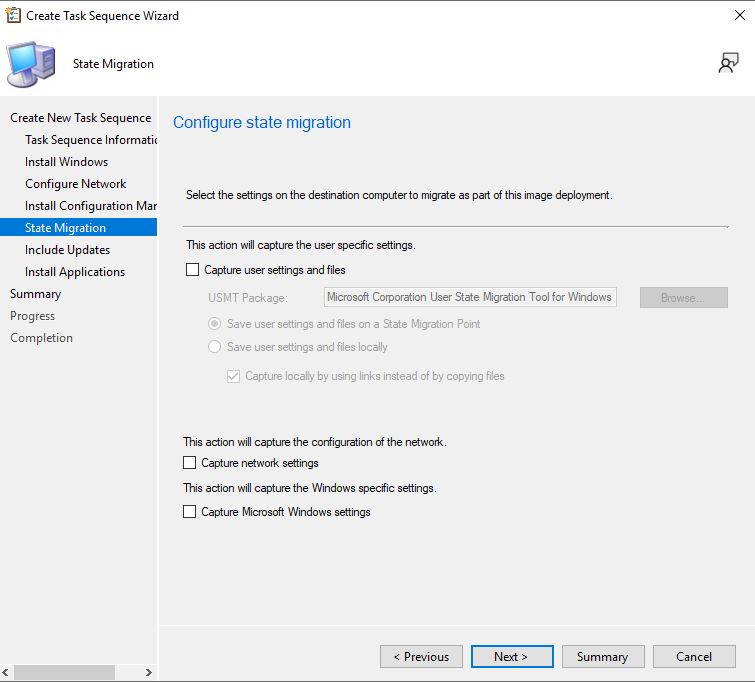 Create Task Sequence Wizard
State Migration
Create New Task Sequence
Task Sequence Informatic
Install Windows
Configure Network
Install Configuration Mar
State Migration
Include Updates
Install Applications
Summary
Progress
Completion
Configure state migration
Select the settings on the destination computer to migrate as part of this image deployment.
This action will capture the user specific settings.
Capture user settings and files
USMT Package:
Microsoft Corporation User State Migration Tool for Windows
Browse...
Save user settings and files on a State Migration Point
Save user settings and files locally
Capture locally by using links instead of by copying files
This action will capture the configuration of the network.
Capture network settings
This action will capture the Windows specific settings.
Capture Microsoft Windows settings
< Previous
Next >
Summary
Cancel